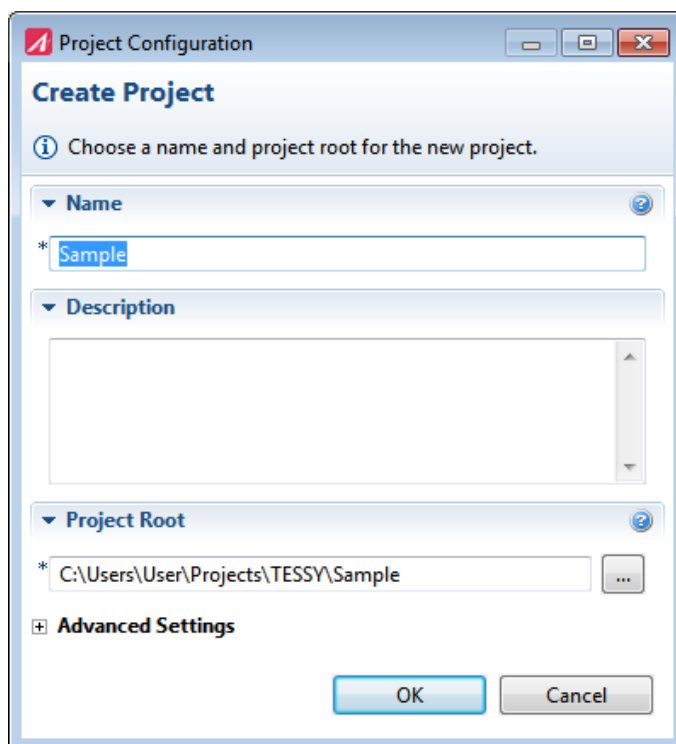 Project Configuration
Create Project
Choose a name and project root for the new project.
Name
* Sample
Description
Project Root
* C:\Users\User\Projects\TESSY\Sample
...
Advanced Settings
OK Cancel